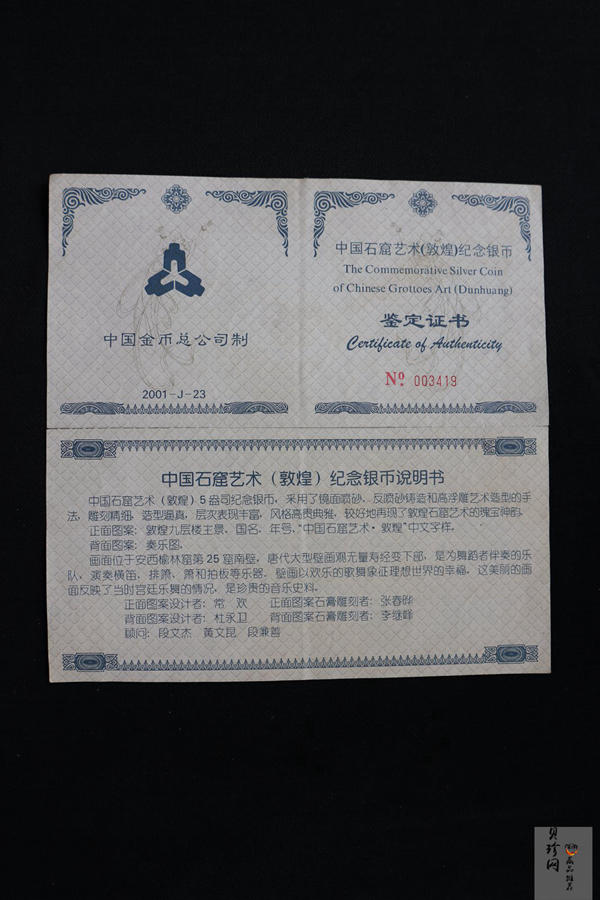 中国金币总公司制
2001-J-23
中国石窟艺术(敦煌)纪念银币
The Commemorative Silver Coin
of Chinese Grottoes Art (Dunhuang)
鉴定证书
Certificate of Authenticity
Nº 003419
中国石窟艺术（敦煌）纪念银币说明书
中国石窟艺术（敦煌）5盎司纪念银币，采用了镜面喷砂、反喷砂铸造和高浮雕艺术造型的手
法，雕刻精细，造型逼真，层次表现丰富，风格高贵典雅，较好地再现了敦煌石窟艺术的瑰宝神韵。
正面图案：敦煌九层楼主景，国名，年号，“中国石窟艺术·敦煌”中文字样。
背面图案：奏乐图。
画面位于安西榆林窟第25窟南壁，唐代大型壁画观无量寿经变下部，是为舞蹈者伴奏的乐
队，演奏横笛，排箫，箫和拍板等乐器，壁画以欢乐的歌舞象征理想世界的幸福，这美丽的画
面反映了当时宫廷乐舞的情况，是珍贵的音乐史料。
正面图案设计者：常 欢 正面图案石膏雕刻者：张春晔
背面图案设计者：杜永卫 背面图案石膏雕刻者：李继峰
顾问：段文杰 黄文昆 段兼善
贝珍网